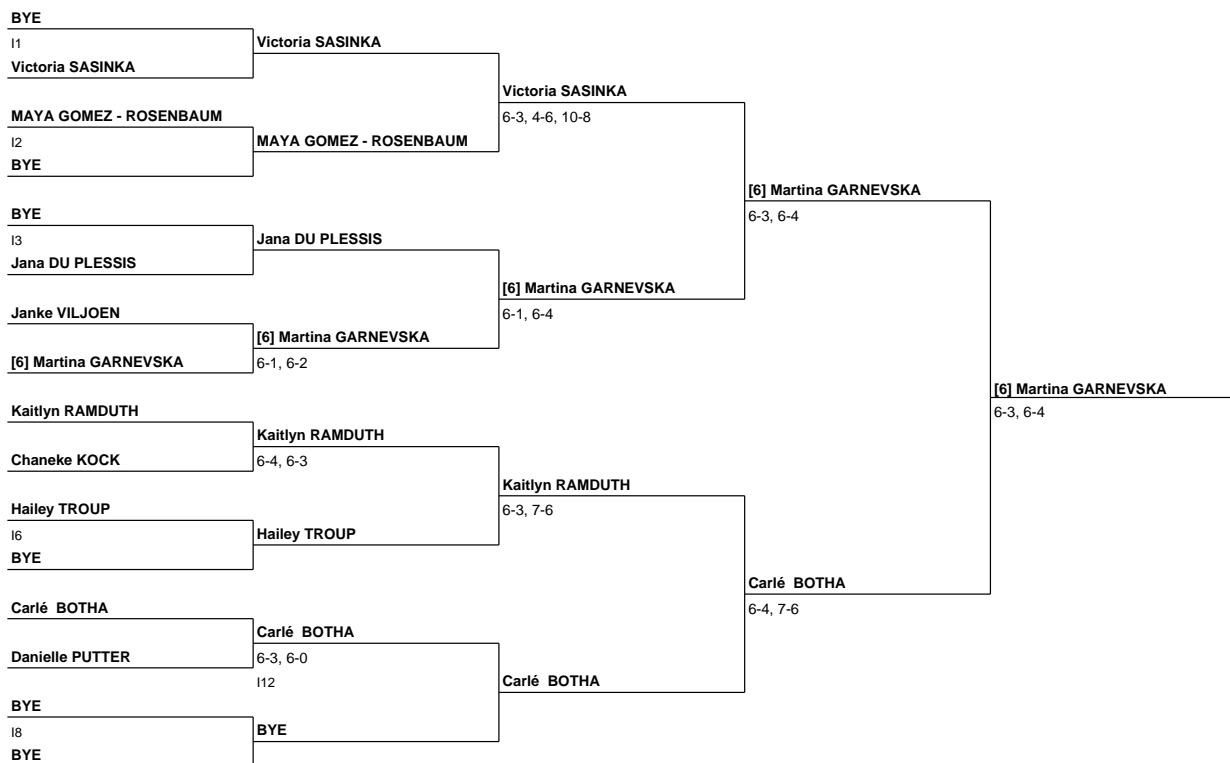 BYE
I1
Victoria SASINKA
MAYA GOMEZ - ROSENBAUM
I2
BYE
BYE
I3
Jana DU PLESSIS
Janke VILJOEN
[6] Martina GARNEVSKA
Kaitlyn RAMDUTH
Chaneke KOCK
Hailey TROUP
I6
BYE
Carlé  BOTHA
Danielle PUTTER
BYE
I8
BYE
Victoria SASINKA
MAYA GOMEZ - ROSENBAUM
Jana DU PLESSIS
[6] Martina GARNEVSKA
6-1, 6-2
Kaitlyn RAMDUTH
6-4, 6-3
Hailey TROUP
Carlé  BOTHA
6-3, 6-0
I12
BYE
Victoria SASINKA
6-3, 4-6, 10-8
[6] Martina GARNEVSKA
6-1, 6-4
Kaitlyn RAMDUTH
6-3, 7-6
Carlé  BOTHA
[6] Martina GARNEVSKA
6-3, 6-4
Carlé  BOTHA
6-4, 7-6
[6] Martina GARNEVSKA
6-3, 6-4